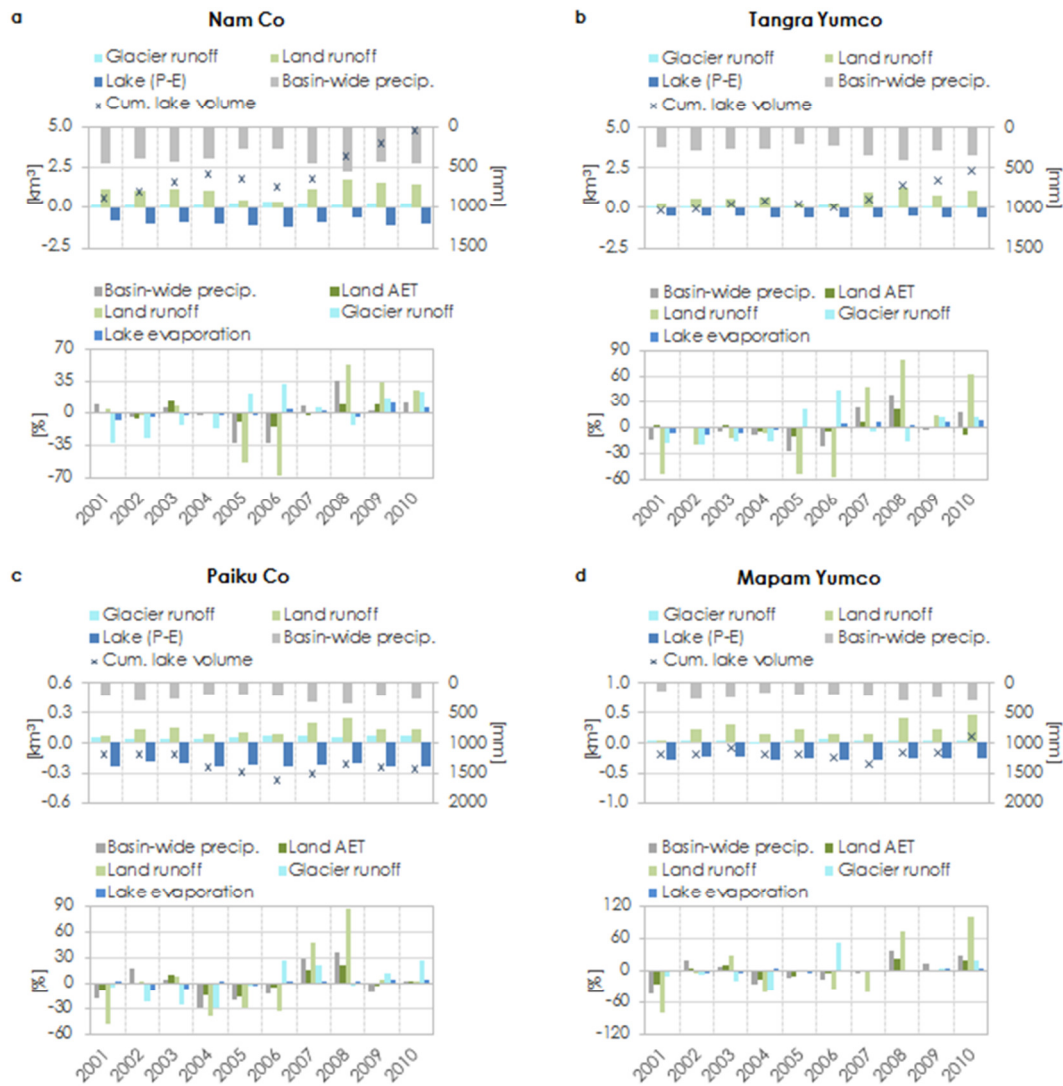 a Nam Co
Glacier runoff Land runoff
Lake (P-E) Basin-wide precip.
Cum. lake volume
5.0 0
2.5 500
0.0 1000
-2.5 1500
[km³] [mm]
Basin-wide precip. Land AET
Land runoff Glacier runoff
Lake evaporation
70
35
0
-35
-70
[%]
2001 2002 2003 2004 2005 2006 2007 2008 2009 2010
b Tangra Yumco
Glacier runoff Land runoff
Lake (P-E) Basin-wide precip.
Cum. lake volume
5.0 0
2.5 500
0.0 1000
-2.5 1500
[km³] [mm]
Basin-wide precip. Land AET
Land runoff Glacier runoff
Lake evaporation
90
60
30
0
-30
-60
[%]
2001 2002 2003 2004 2005 2006 2007 2008 2009 2010
c Paiku Co
Glacier runoff Land runoff
Lake (P-E) Basin-wide precip.
Cum. lake volume
0.6 0
0.3 500
0.0 1000
-0.3 1500
-0.6 2000
[km³] [mm]
Basin-wide precip. Land AET
Land runoff Glacier runoff
Lake evaporation
90
60
30
0
-30
-60
[%]
2001 2002 2003 2004 2005 2006 2007 2008 2009 2010
d Mapam Yumco
Glacier runoff Land runoff
Lake (P-E) Basin-wide precip.
Cum. lake volume
1.0 0
0.5 500
0.0 1000
-0.5 1500
-1.0 2000
[km³] [mm]
Basin-wide precip. Land AET
Land runoff Glacier runoff
Lake evaporation
120
60
0
-60
-120
[%]
2001 2002 2003 2004 2005 2006 2007 2008 2009 2010